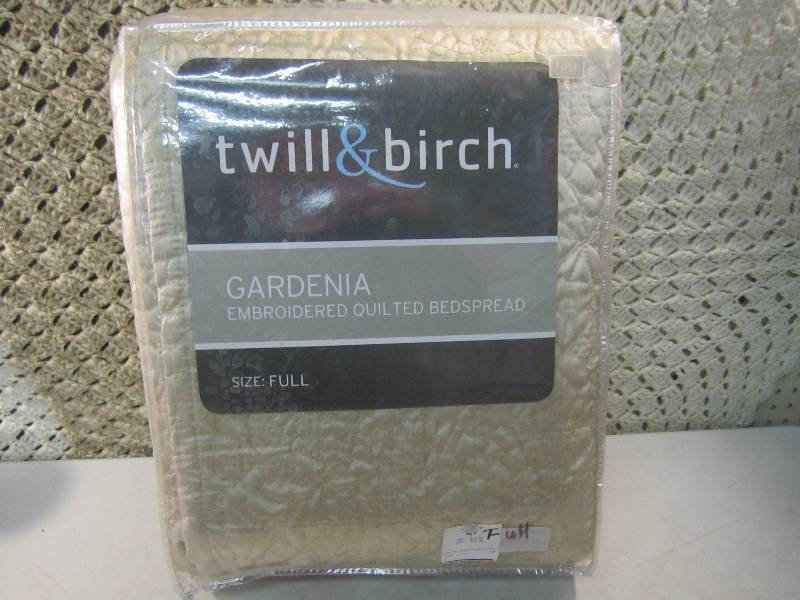 twill&birch
GARDENIA
EMBROIDERED QUILTED BEDSPREAD
SIZE: FULL
Full